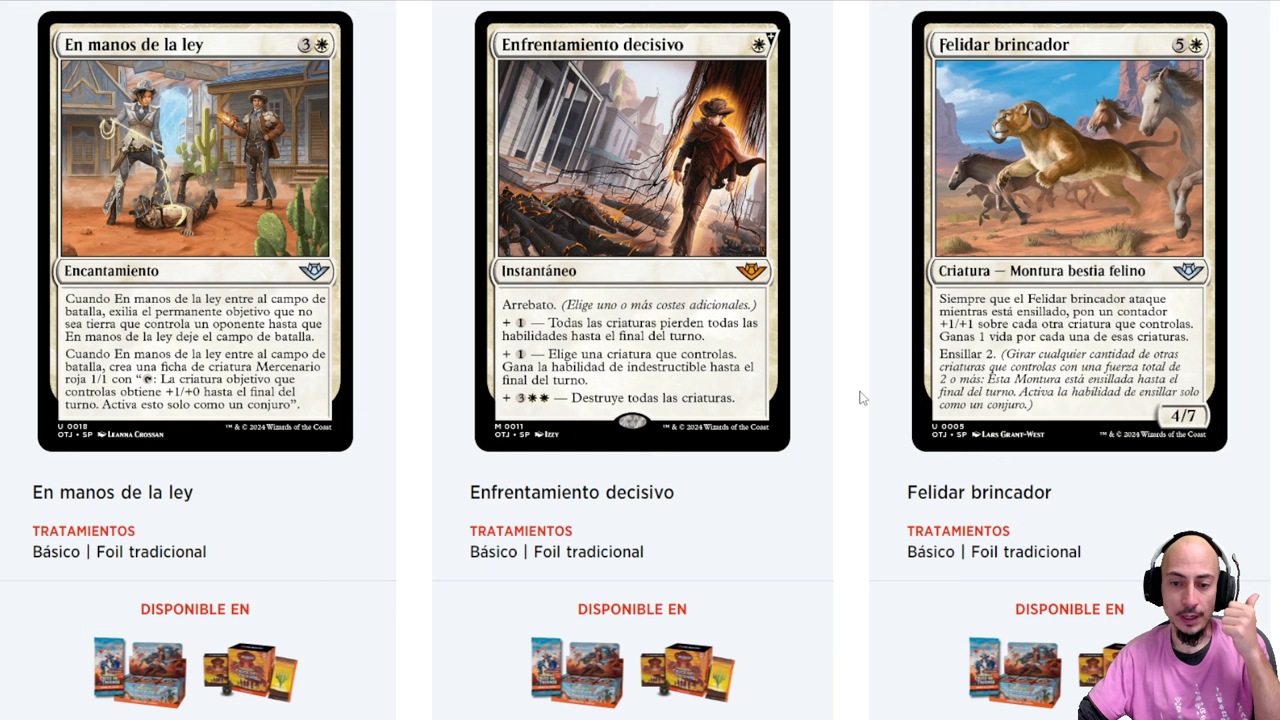 En manos de la ley
3
Encantamiento
Cuando En manos de la ley entre al campo de
batalla, exilia el permanente objetivo que no
sea tierra que controla un oponente hasta que
En manos de la ley deje el campo de batalla.
Cuando En manos de la ley entre al campo de
batalla, crea una ficha de criatura Mercenario
roja 1/1 con “: La criatura objetivo que
controlas obtiene +1/+0 hasta el final del
turno. Activa esto solo como un conjuro”.
U 0018
OTJ • SP LEANNA CROSSAN
™ & © 2024 Wizards of the Coast
En manos de la ley
TRATAMIENTOS
Básico | Foil tradicional
DISPONIBLE EN
Enfrentamiento decisivo
Instantáneo
Arrebato. (Elige uno o más costes adicionales.)
+ 1 — Todas las criaturas pierden todas las
habilidades hasta el final del turno.
+ 1 — Elige una criatura que controlas.
Gana la habilidad de indestructible hasta el
final del turno.
+ 3 — Destruye todas las criaturas.
M 0011
OTJ • SP IZZY
™ & © 2024 Wizards of the Coast
Enfrentamiento decisivo
TRATAMIENTOS
Básico | Foil tradicional
DISPONIBLE EN
Felidar brincador
5
Criatura — Montura bestia felino
Siempre que el Felidar brincador ataque
mientras está ensillado, pon un contador
+1/+1 sobre cada otra criatura que controlas.
Ganas 1 vida por cada una de esas criaturas.
Ensillar 2. (Girar cualquier cantidad de otras
criaturas que controlas con una fuerza total de
2 o más: Esta Montura está ensillada hasta el
final del turno. Activa la habilidad de ensillar solo
como un conjuro.)
4/7
U 0005
OTJ • SP LARS GRANT-WEST
™ & © 2024 Wizards of the Coast
Felidar brincador
TRATAMIENTOS
Básico | Foil tradicional
DISPONIBLE EN